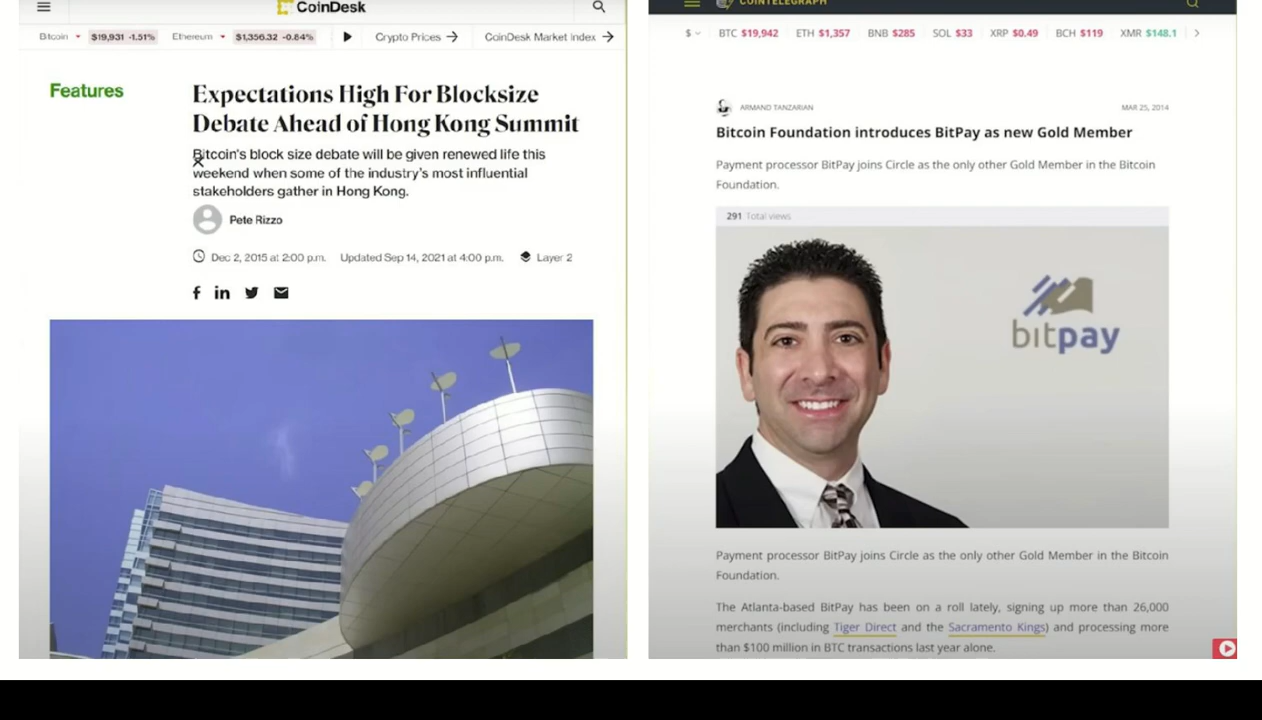 CoinDesk
Bitcoin $19,931 -1.51% Ethereum $1,356.32 -0.84% Crypto Prices → CoinDesk Market Index →
Features
Expectations High For Blocksize
Debate Ahead of Hong Kong Summit
Bitcoin's block size debate will be given renewed life this
weekend when some of the industry's most influential
stakeholders gather in Hong Kong.
Pete Rizzo
Dec 2, 2015 at 2:00 p.m. Updated Sep 14, 2021 at 4:00 p.m. Layer 2
COINTELEGRAPH
$ BTC $19,942 ETH $1,357 BNB $285 SOL $33 XRP $0.49 BCH $119 XMR $148.1
ARMAND TANZARIAN MAR 25, 2014
Bitcoin Foundation introduces BitPay as new Gold Member
Payment processor BitPay joins Circle as the only other Gold Member in the Bitcoin
Foundation.
291 Total views
bitpay
Payment processor BitPay joins Circle as the only other Gold Member in the Bitcoin
Foundation.
The Atlanta-based BitPay has been on a roll lately, signing up more than 26,000
merchants (including Tiger Direct and the Sacramento Kings) and processing more
than $100 million in BTC transactions last year alone.